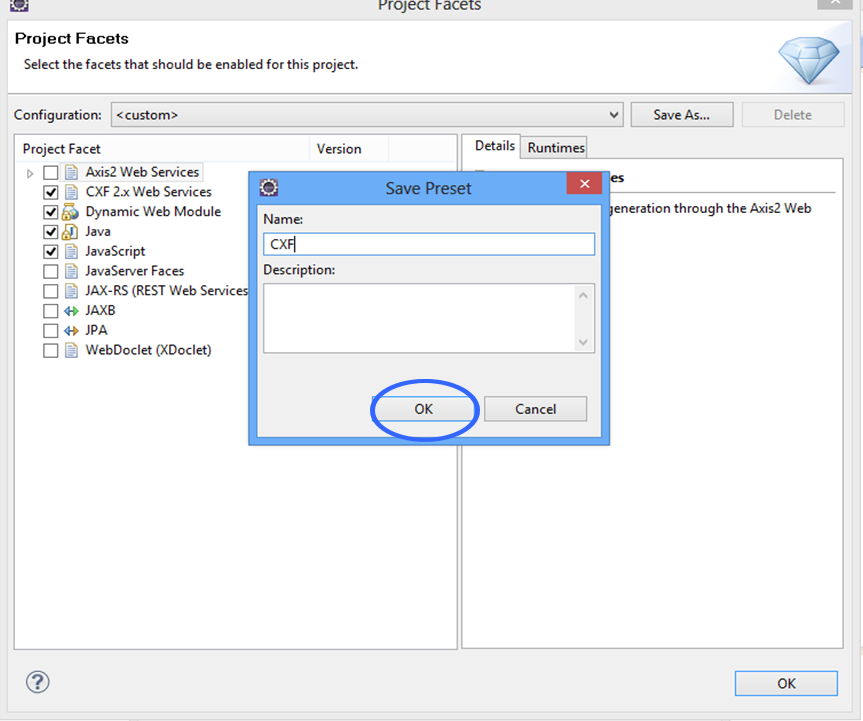 Project Facets
Project Facets
Select the facets that should be enabled for this project.
Configuration: <custom> Save As... Delete
Project Facet Version
Details Runtimes
Axis2 Web Services
CXF 2.x Web Services
Dynamic Web Module
Java
JavaScript
JavaServer Faces
JAX-RS (REST Web Services
JAXB
JPA
WebDoclet (XDoclet)
es
generation through the Axis2 Web
Save Preset
Name:
CXF
Description:
OK Cancel
?
OK